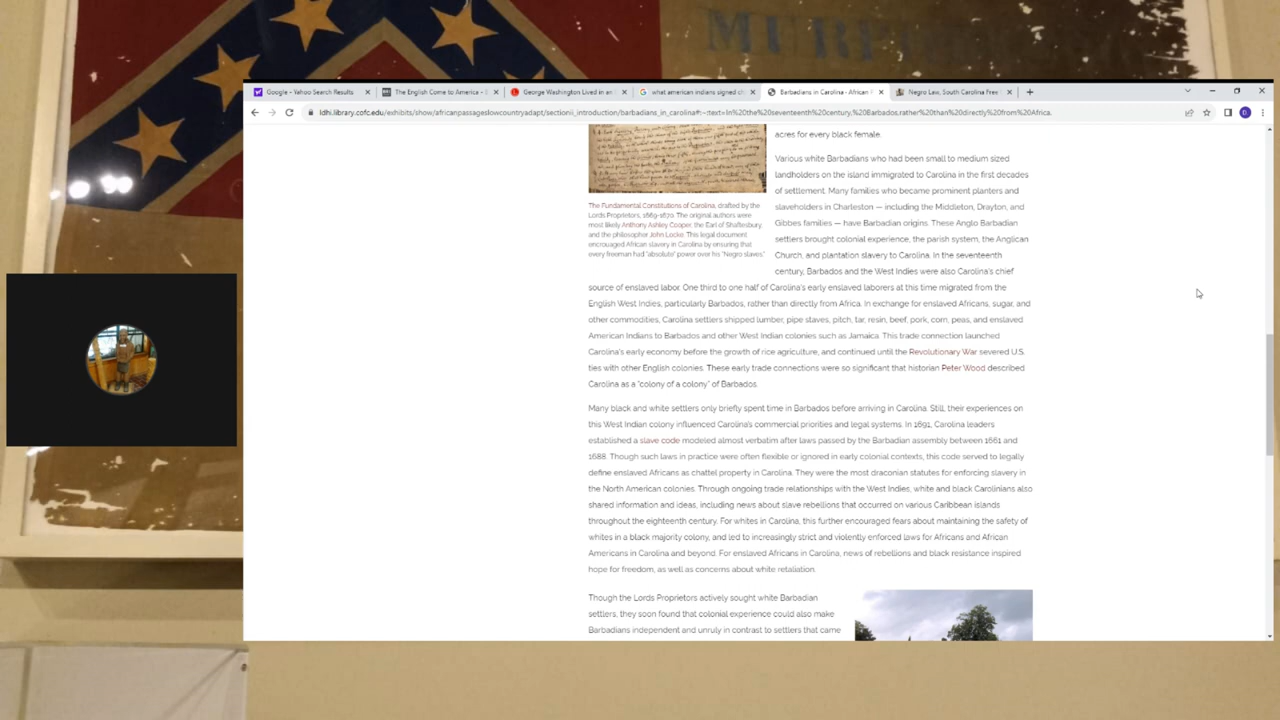 MUR
Google - Yahoo Search Results
The English Come to America - E
George Washington Lived in an
what american indians signed ch
Barbadians in Carolina · African P
Negro Law, South Carolina Fires
ldhi.library.cofc.edu/exhibits/show/africanpassageslowcountryadapt/sectionii_introduction/barbadians_in_carolina#:~:text=In%20the%20seventeenth%20century,%20Barbados,rather%20than%20directly%20from%20Africa.
acres for every black female.
The Fundamental Constitutions of Carolina, drafted by the
Lords Proprietors, 1669-1670. The original authors were
most likely Anthony Ashley Cooper, the Earl of Shaftesbury,
and the philosopher John Locke. This legal document
encrouaged African slavery in Carolina by ensuring that
every freeman had "absolute" power over his "Negro slaves."
Various white Barbadians who had been small to medium sized
landholders on the island immigrated to Carolina in the first decades
of settlement. Many families who became prominent planters and
slaveholders in Charleston — including the Middleton, Drayton, and
Gibbes families — have Barbadian origins. These Anglo Barbadian
settlers brought colonial experience, the parish system, the Anglican
Church, and plantation slavery to Carolina. In the seventeenth
century, Barbados and the West Indies were also Carolina's chief
source of enslaved labor. One third to one half of Carolina's early enslaved laborers at this time migrated from the
English West Indies, particularly Barbados, rather than directly from Africa. In exchange for enslaved Africans, sugar, and
other commodities, Carolina settlers shipped lumber, pipe staves, pitch, tar, resin, beef, pork, corn, peas, and enslaved
American Indians to Barbados and other West Indian colonies such as Jamaica. This trade connection launched
Carolina's early economy before the growth of rice agriculture, and continued until the Revolutionary War severed U.S.
ties with other English colonies. These early trade connections were so significant that historian Peter Wood described
Carolina as a "colony of a colony" of Barbados.
Many black and white settlers only briefly spent time in Barbados before arriving in Carolina. Still, their experiences on
this West Indian colony influenced Carolina's commercial priorities and legal systems. In 1691, Carolina leaders
established a slave code modeled almost verbatim after laws passed by the Barbadian assembly between 1661 and
1688. Though such laws in practice were often flexible or ignored in early colonial contexts, this code served to legally
define enslaved Africans as chattel property in Carolina. They were the most draconian statutes for enforcing slavery in
the North American colonies. Through ongoing trade relationships with the West Indies, white and black Carolinians also
shared information and ideas, including news about slave rebellions that occurred on various Caribbean islands
throughout the eighteenth century. For whites in Carolina, this further encouraged fears about maintaining the safety of
whites in a black majority colony, and led to increasingly strict and violently enforced laws for Africans and African
Americans in Carolina and beyond. For enslaved Africans in Carolina, news of rebellions and black resistance inspired
hope for freedom, as well as concerns about white retaliation.
Though the Lords Proprietors actively sought white Barbadian
settlers, they soon found that colonial experience could also make
Barbadians independent and unruly in contrast to settlers that came